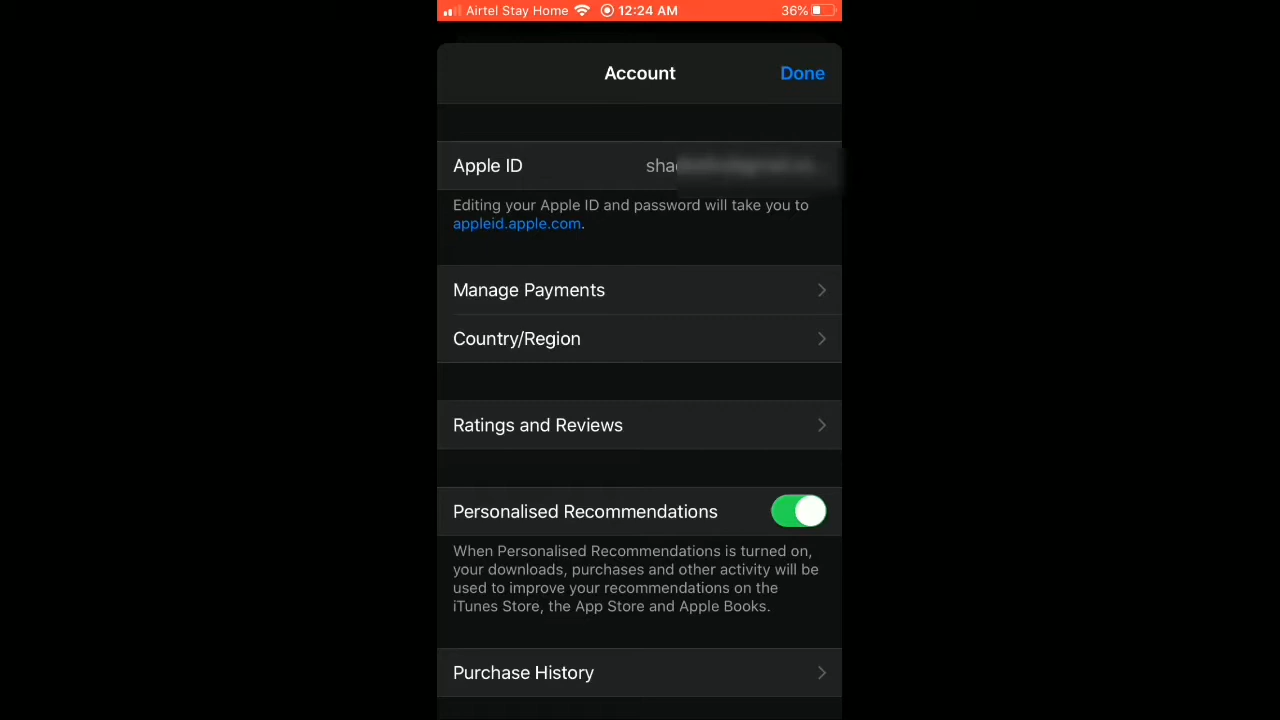 Airtel Stay Home 12:24 AM 36%
Account Done
Apple ID
Editing your Apple ID and password will take you to
appleid.apple.com.
Manage Payments
Country/Region
Ratings and Reviews
Personalised Recommendations
When Personalised Recommendations is turned on,
your downloads, purchases and other activity will be
used to improve your recommendations on the
iTunes Store, the App Store and Apple Books.
Purchase History